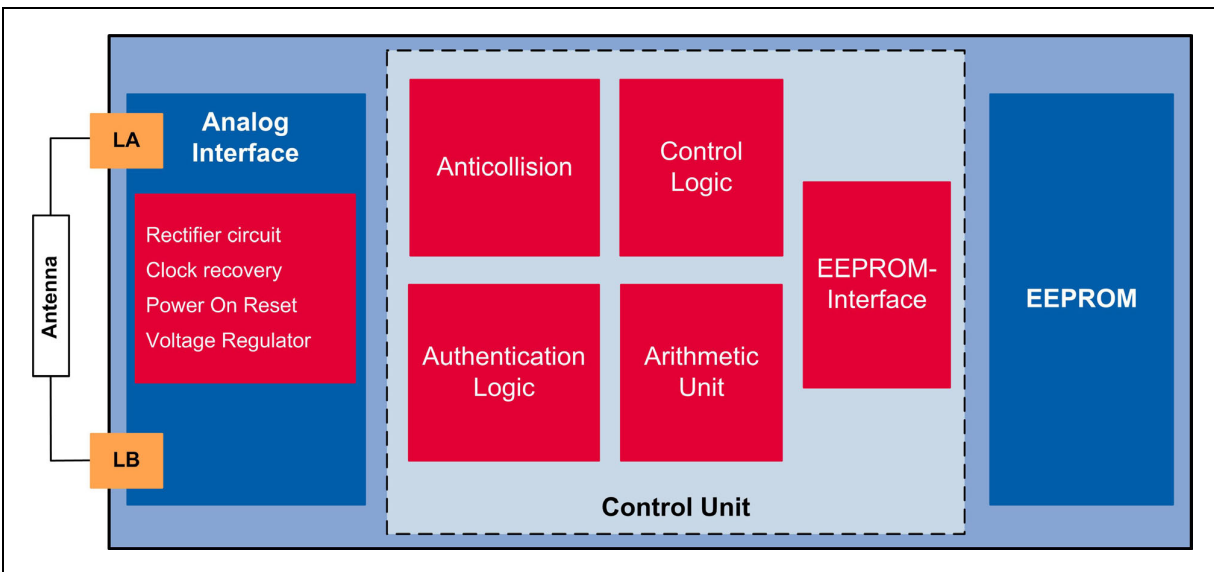 LA
Analog
Interface
Rectifier circuit
Clock recovery
Power On Reset
Voltage Regulator
Antenna
LB
Anticollision
Control
Logic
Authentication
Logic
Arithmetic
Unit
EEPROM-
Interface
Control Unit
EEPROM